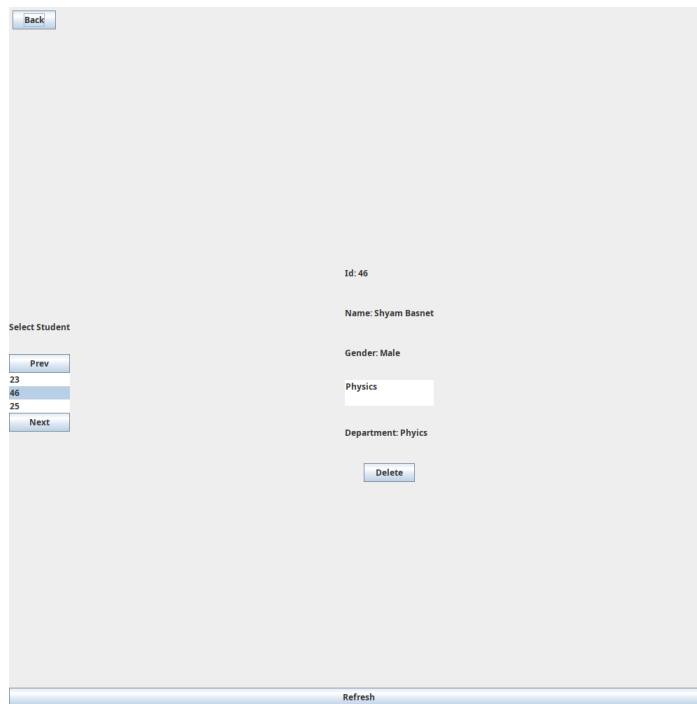 Back
Select Student
Prev
23
46
25
Next
Id: 46
Name: Shyam Basnet
Gender: Male
Physics
Department: Phyics
Delete
Refresh